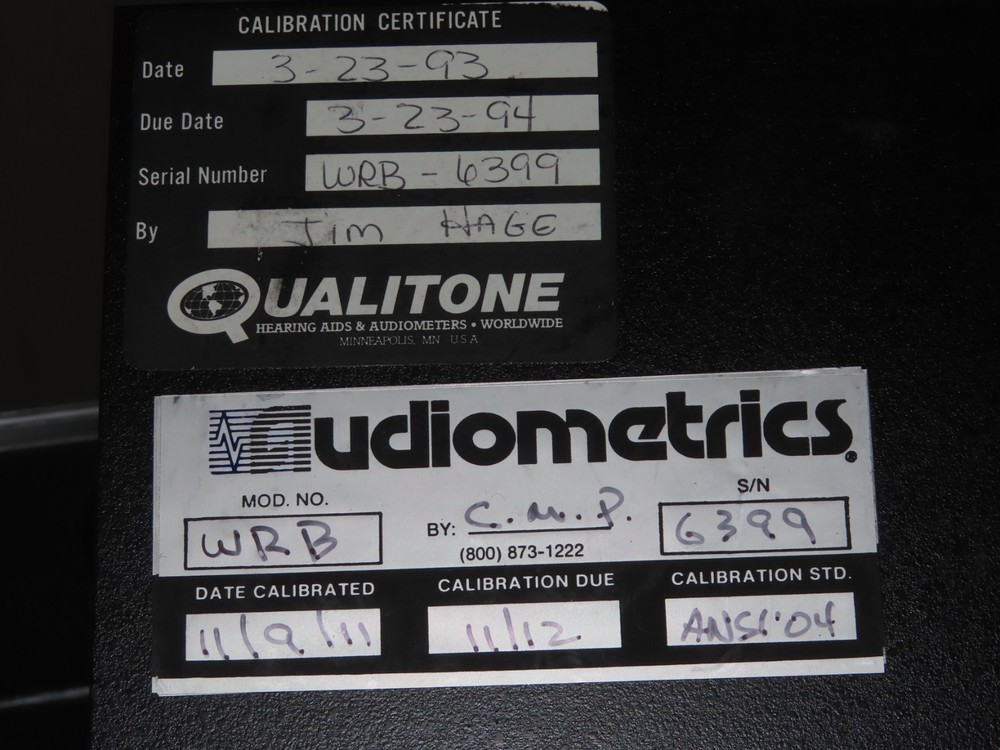 CALIBRATION CERTIFICATE
Date 3-23-93
Due Date 3-23-94
Serial Number WRB-6399
By JIM HAGE
QUALITONE
HEARING AIDS & AUDIOMETERS • WORLDWIDE
MINNEAPOLIS, MN U.S.A
Audiometrics®
MOD. NO. S/N
WRB BY: C.M.P. 6399
(800) 873-1222
DATE CALIBRATED CALIBRATION DUE CALIBRATION STD.
11/9/11 11/12 ANSI'04